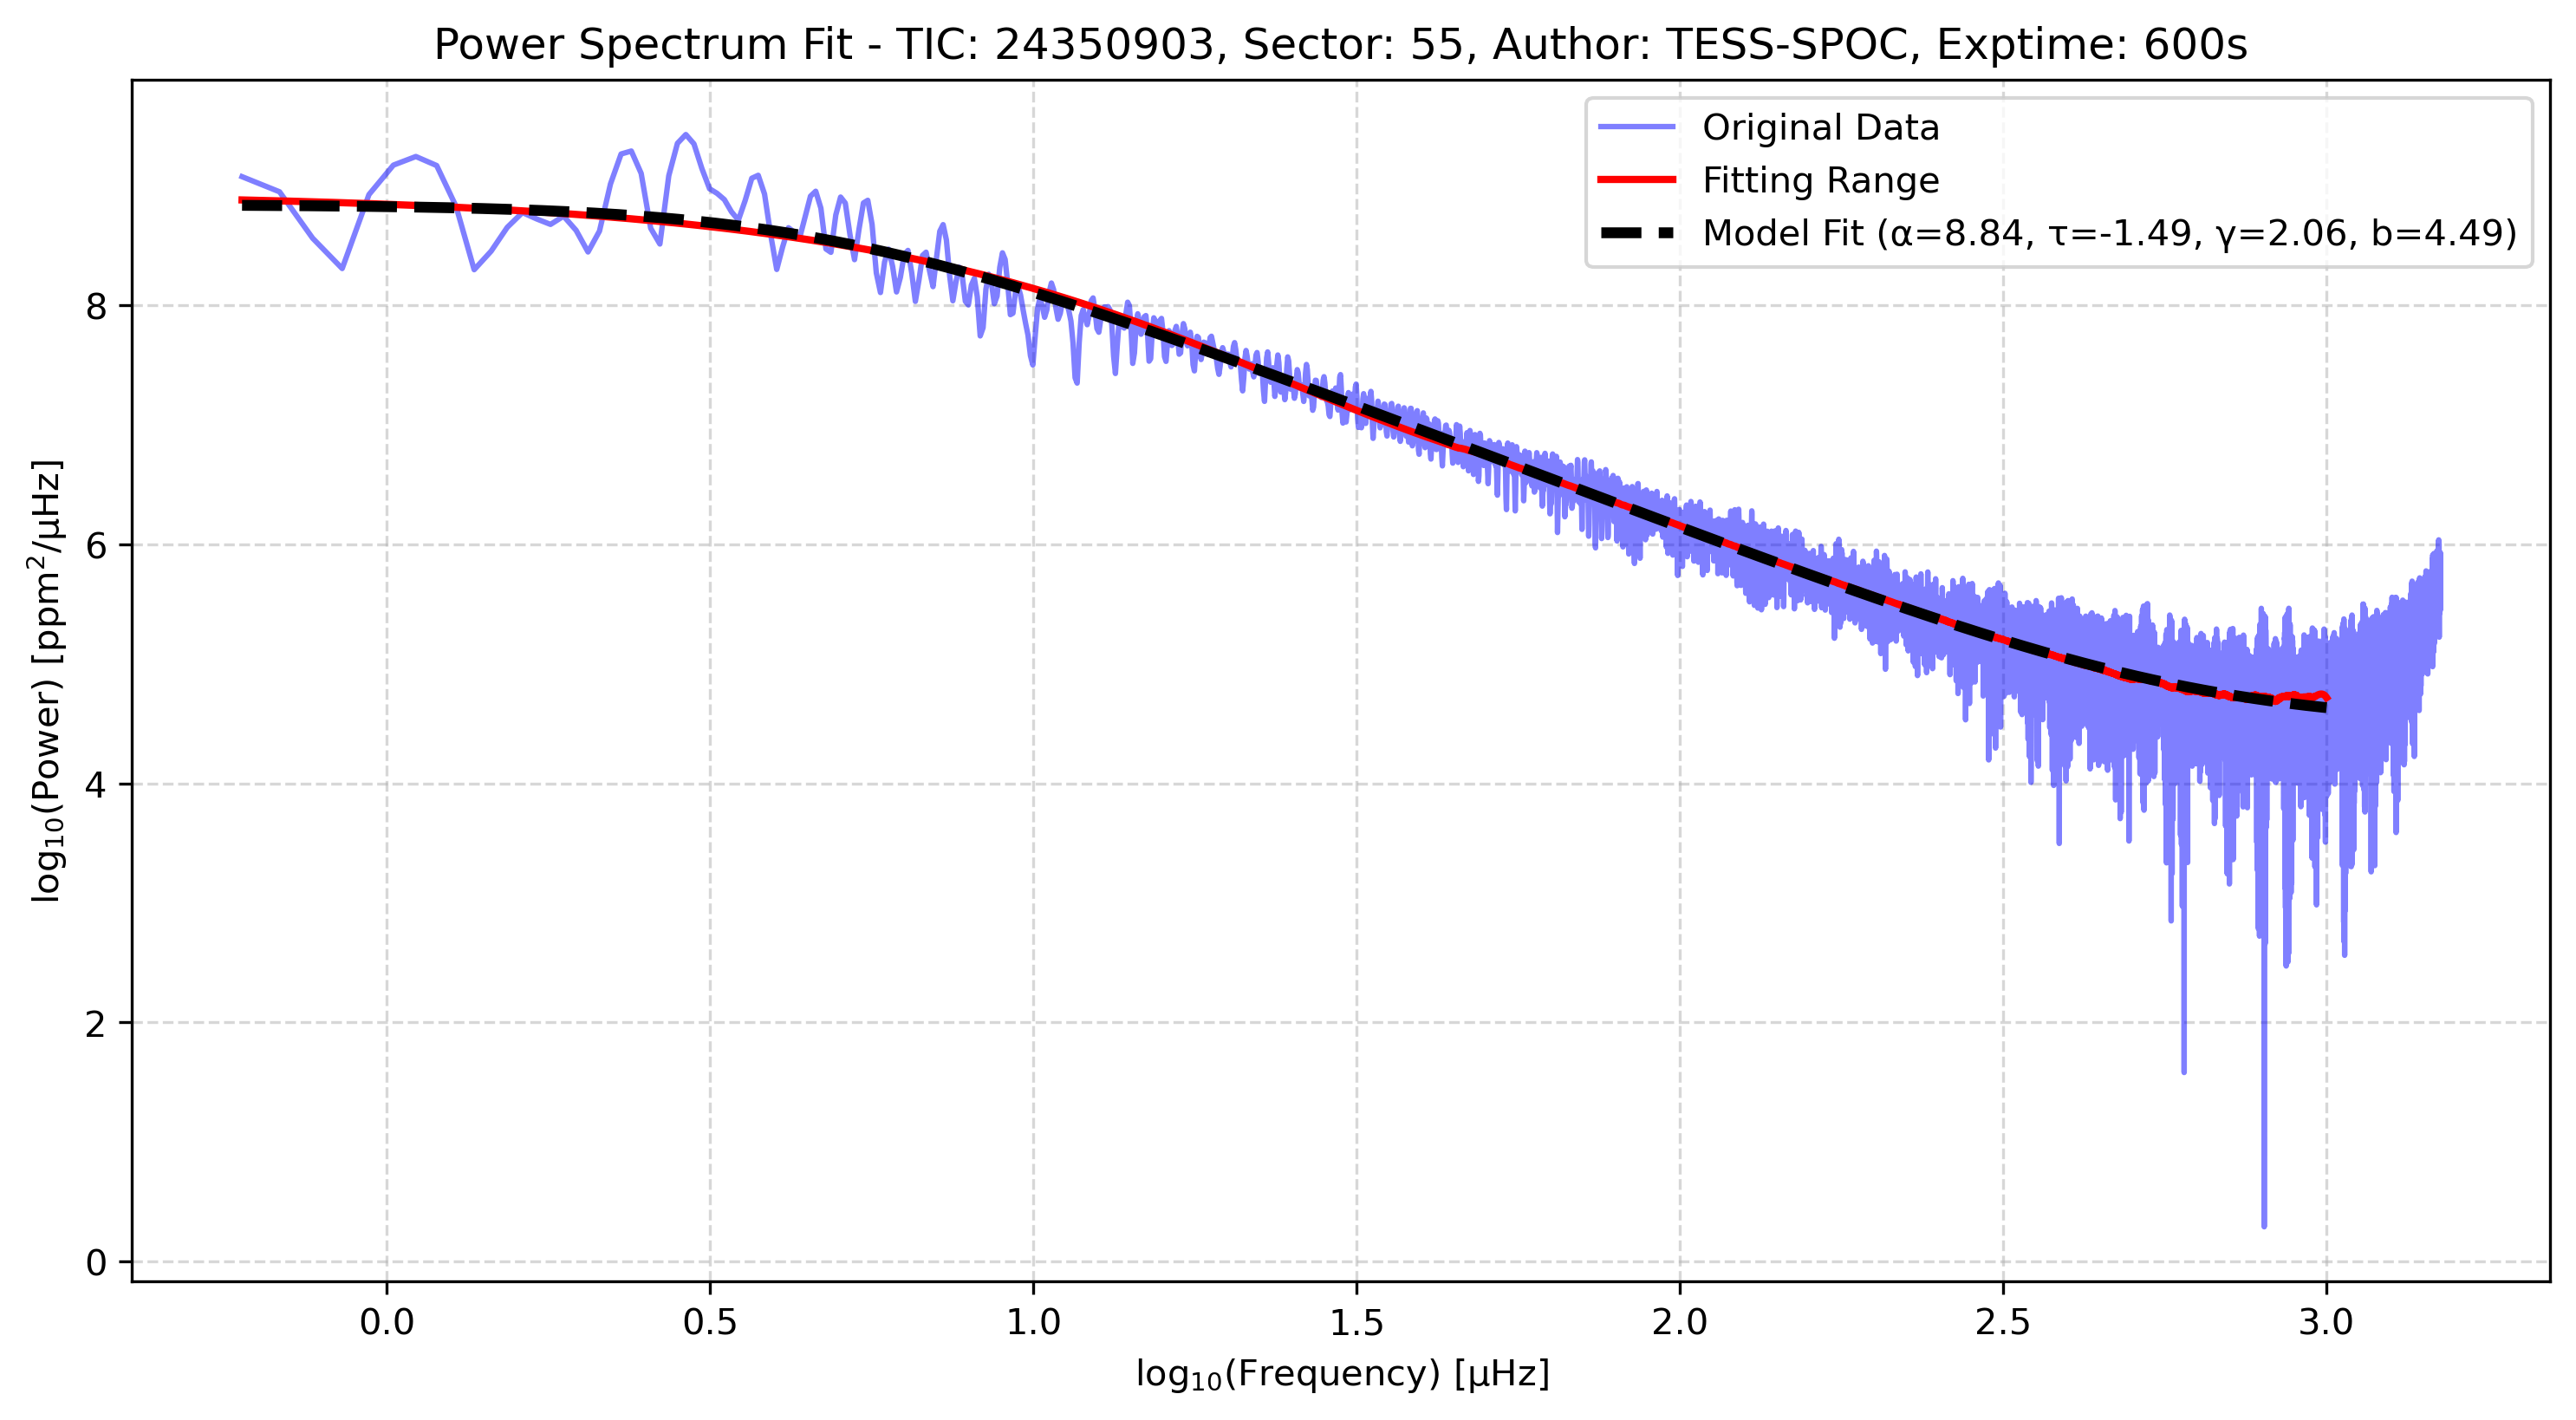 Power Spectrum Fit - TIC: 24350903, Sector: 55, Author: TESS-SPOC, Exptime: 600s
Original Data
Fitting Range
Model Fit (α=8.84, τ=-1.49, γ=2.06, b=4.49)
log₁₀(Power) [ppm²/μHz]
8
6
4
2
0
0.0 0.5 1.0 1.5 2.0 2.5 3.0
log₁₀(Frequency) [μHz]